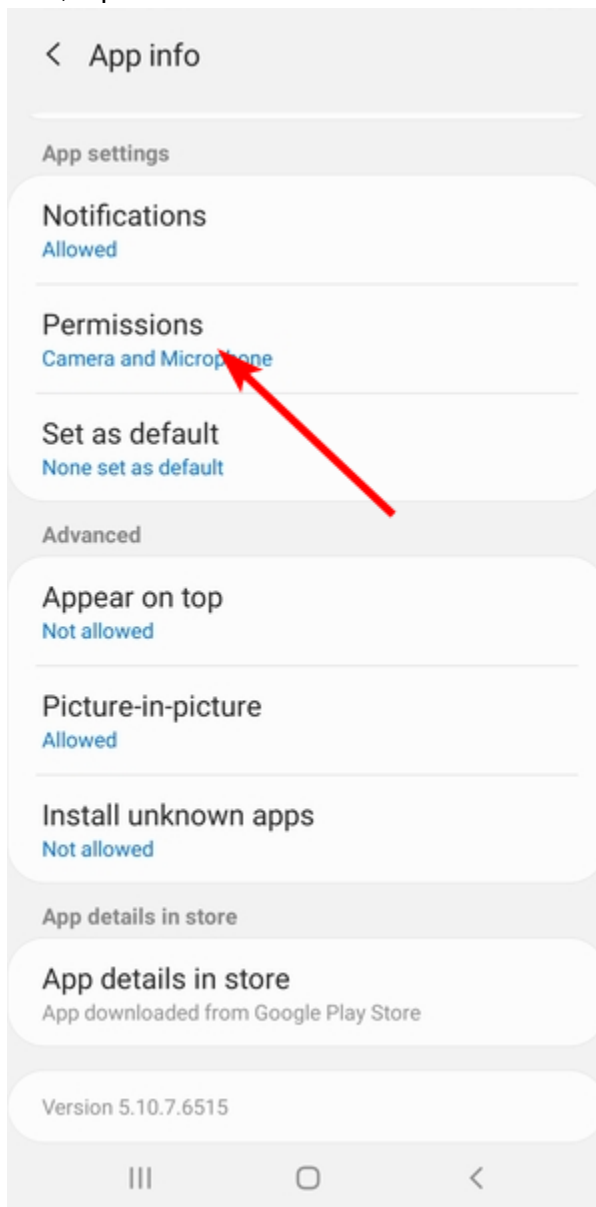 App info
App settings
Notifications
Allowed
Permissions
Camera and Microphone
Set as default
None set as default
Advanced
Appear on top
Not allowed
Picture-in-picture
Allowed
Install unknown apps
Not allowed
App details in store
App details in store
App downloaded from Google Play Store
Version 5.10.7.6515